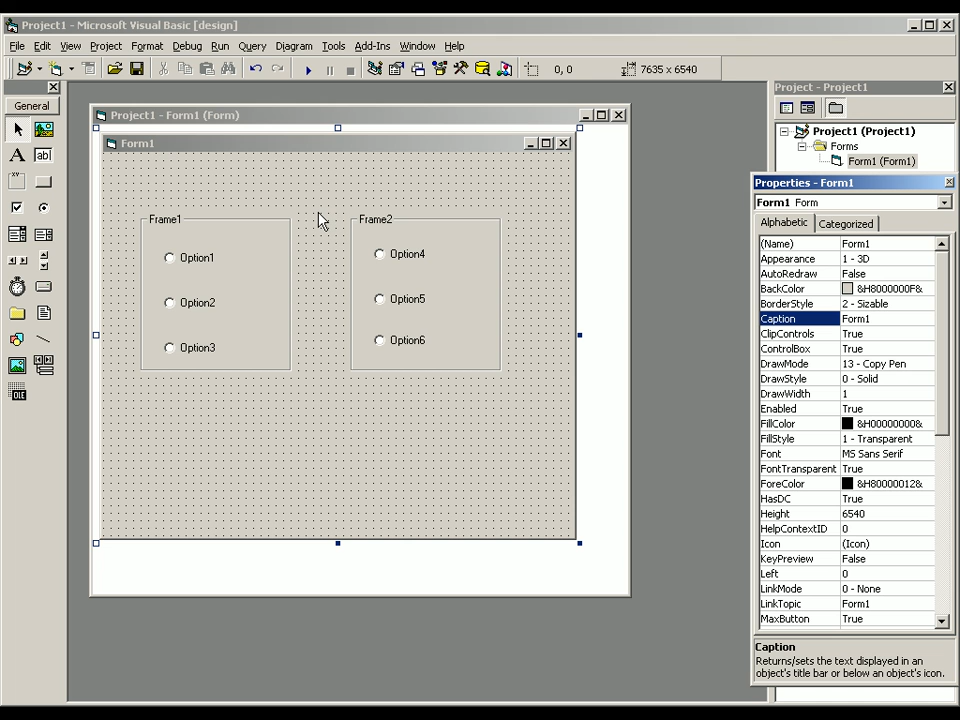 Project1 - Microsoft Visual Basic [design]
File Edit View Project Format Debug Run Query Diagram Tools Add-Ins Window Help
0, 0 7635 x 6540
General
A ab|
XY
OLE
Project1 - Form1 (Form)
Form1
Frame1 Frame2
Option1 Option4
Option2 Option5
Option3 Option6
Project - Project1
Project1 (Project1)
Forms
Form1 (Form1)
Properties - Form1
Form1 Form
Alphabetic Categorized
(Name) Form1
Appearance 1 - 3D
AutoRedraw False
BackColor &H8000000F&
BorderStyle 2 - Sizable
Caption Form1
ClipControls True
ControlBox True
DrawMode 13 - Copy Pen
DrawStyle 0 - Solid
DrawWidth 1
Enabled True
FillColor &H00000000&
FillStyle 1 - Transparent
Font MS Sans Serif
FontTransparent True
ForeColor &H80000012&
HasDC True
Height 6540
HelpContextID 0
Icon (Icon)
KeyPreview False
Left 0
LinkMode 0 - None
LinkTopic Form1
MaxButton True
Caption
Returns/sets the text displayed in an
object's title bar or below an object's icon.